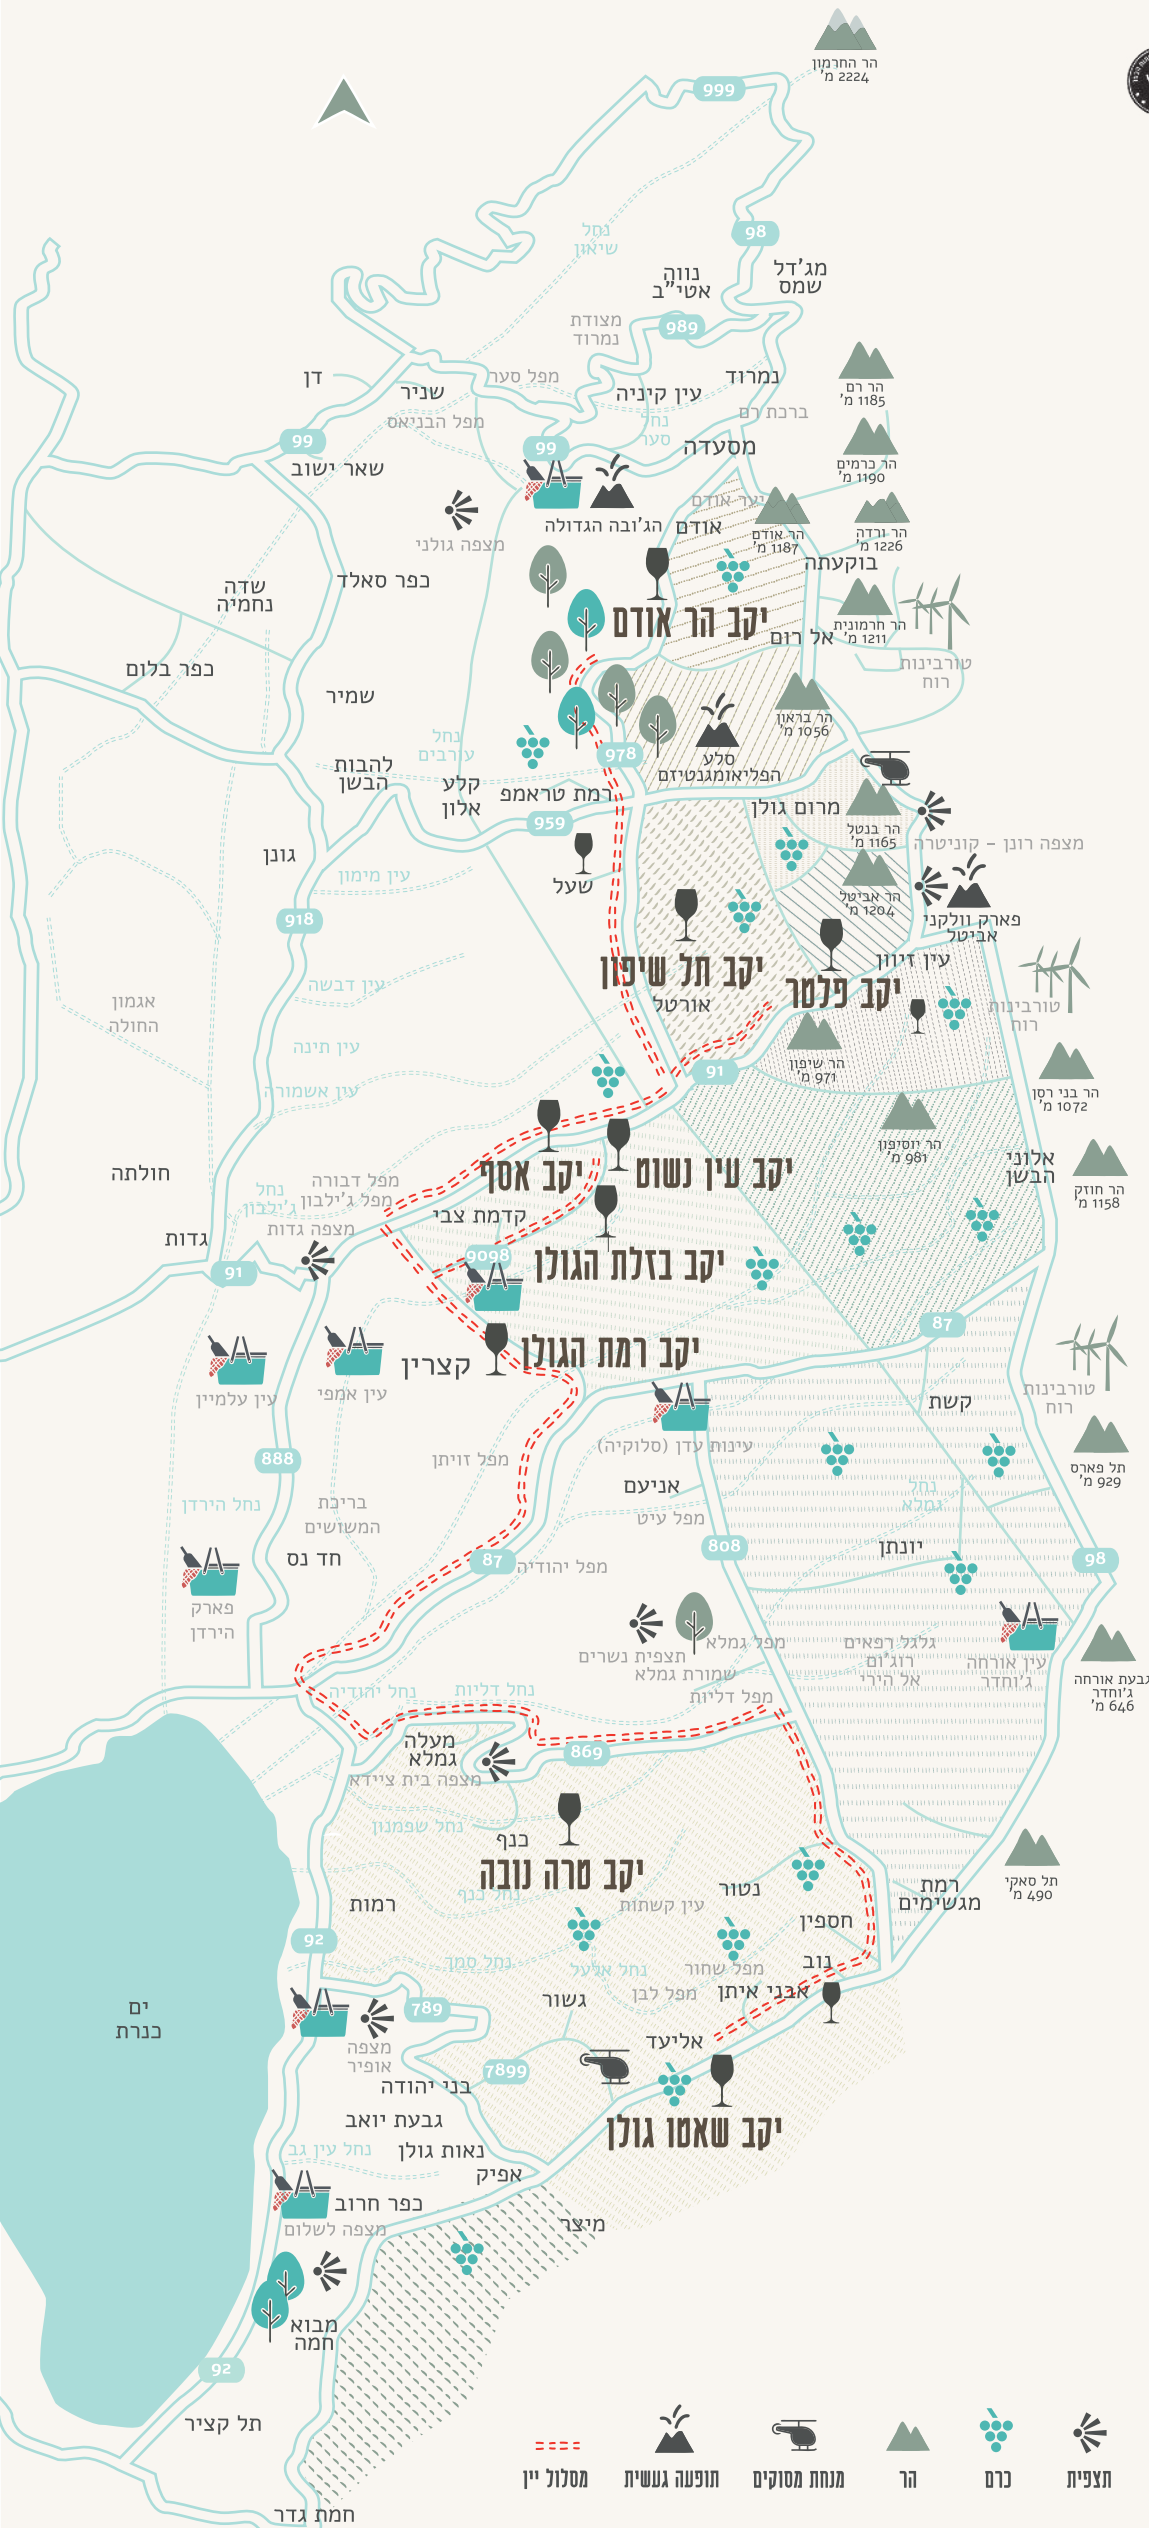 הר החרמון
2224 מ'
999
נחל
שיאון
98
מג'דל
שמס
נווה
אטי"ב
מצודת
נמרוד
989
הר רם
1185 מ'
דן
שניר
מפל סער
עין קיניה
נמרוד
מפל הבניאס
נחל
סער
ברכת רם
99
99
מסעדה
הר כרמים
1190 מ'
שאר ישוב
הג'ובה הגדולה
יער אודם
אודם
הר אודם
1187 מ'
הר ורדה
1226 מ'
מצפה גולני
בוקעתה
כפר סאלד
שדה
נחמיה
יקב הר אודם
הר חרמונית
1211 מ'
אל רום
טורבינות
רוח
כפר בלום
שמיר
הר בראון
1056 מ'
נחל
עורבים
978
סלע
הפליאומגנטיזם
להבות
הבשן
קלע
אלון
רמת טראמפ
מרום גולן
959
הר בנטל
1165 מ'
מצפה רונן - קוניטרה
גונן
עין מימון
שעל
הר אביטל
1204 מ'
918
פארק וולקני
אביטל
עין זיוון
יקב תל שיפון
יקב פלטר
אורטל
עין דבשה
אגמון
החולה
טורבינות
רוח
עין תינה
הר שיפון
971 מ'
91
עין אשמורה
הר בני רסן
1072 מ'
הר יוסיפון
981 מ'
אלוני
הבשן
חולתה
יקב אסף
יקב עין נשוט
הר חוזק
1158 מ'
מפל דבורה
מפל ג'ילבון
נחל
ג'ילבון
מצפה גדות
קדמת צבי
גדות
9098
יקב בזלת הגולן
91
87
יקב רמת הגולן
קצרין
עין עלמיין
עין אמפי
טורבינות
רוח
קשת
עינות עדן (סלוקיה)
מפל זויתן
888
תל פארס
929 מ'
אניעם
נחל
גמלא
נחל הירדן
בריכת
המשושים
מפל עיט
808
יונתן
חד נס
87
מפל יהודיה
98
פארק
הירדן
מפל גמלא
תצפית נשרים
שמורת גמלא
גלגל רפאים
רוג'ום
אל הירי
עין אורחה
ג'וחדר
גבעת אורחה
ג'וחדר
646 מ'
נחל יהודיה
נחל דליות
מפל דליות
מעלה
גמלא
869
מצפה בית ציידא
נחל שפמנון
כנף
יקב טרה נובה
תל סאקי
490 מ'
נחל כנף
נטור
רמת
מגשימים
רמות
עין קשתות
חספין
92
נחל סמך
נחל אלעל
מפל שחור
נוב
מפל לבן
אבני איתן
ים
כנרת
789
גשור
אליעד
מצפה
אופיר
7899
בני יהודה
גבעת יואב
יקב שאטו גולן
נחל עין גב
נאות גולן
אפיק
כפר חרוב
מצפה לשלום
מיצר
מבוא
חמה
92
תל קציר
חמת גדר
תצפית
כרם
הר
מנחת מסוקים
תופעה געשית
מסלול יין